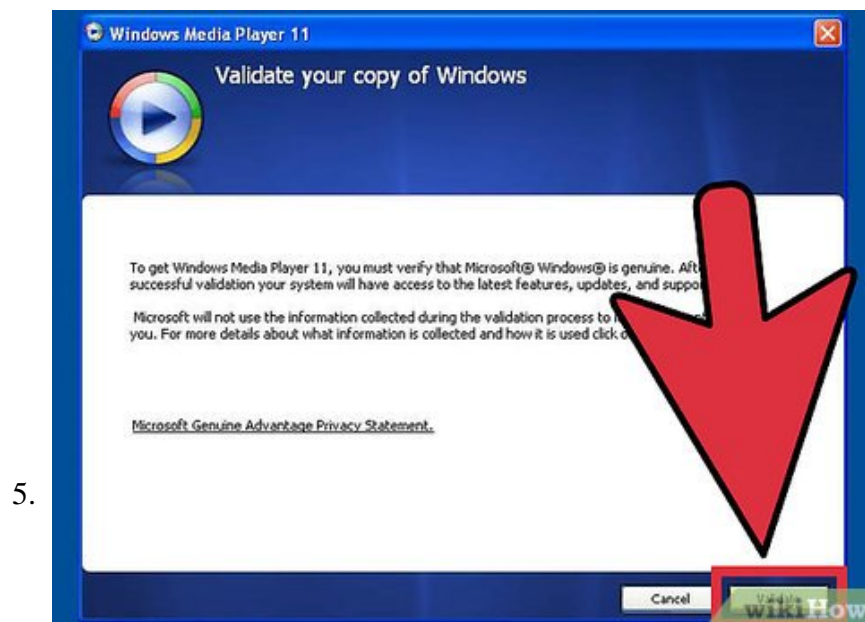 Windows Media Player 11
Validate your copy of Windows
To get Windows Media Player 11, you must verify that Microsoft® Windows® is genuine.
successful validation your system will have access to the latest features, updates, and
Microsoft will not use the information collected during the validation process to
you. For more details about what information is collected and how it is used click
Microsoft Genuine Advantage Privacy Statement.
5.
Cancel Validate
wikiHow